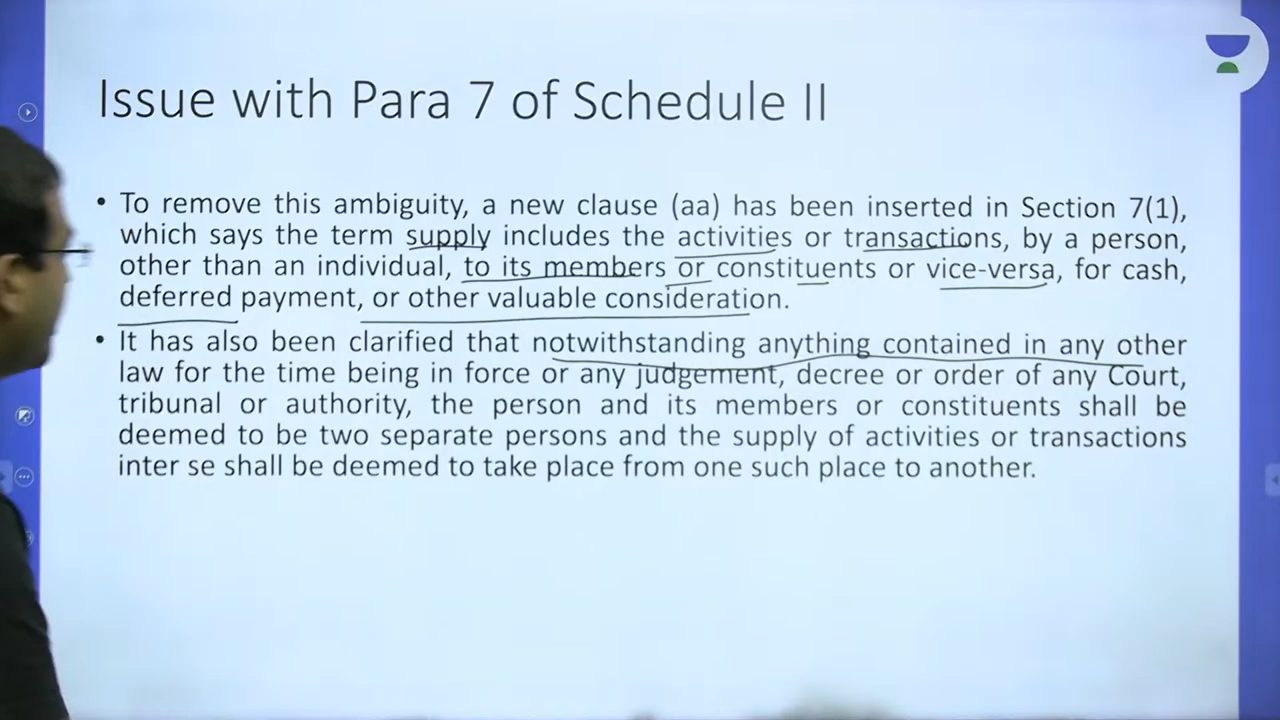 Issue with Para 7 of Schedule II
• To remove this ambiguity, a new clause (aa) has been inserted in Section 7(1),
which says the term supply includes the activities or transactions, by a person,
other than an individual, to its members or constituents or vice-versa, for cash,
deferred payment, or other valuable consideration.
• It has also been clarified that notwithstanding anything contained in any other
law for the time being in force or any judgement, decree or order of any Court,
tribunal or authority, the person and its members or constituents shall be
deemed to be two separate persons and the supply of activities or transactions
inter se shall be deemed to take place from one such place to another.